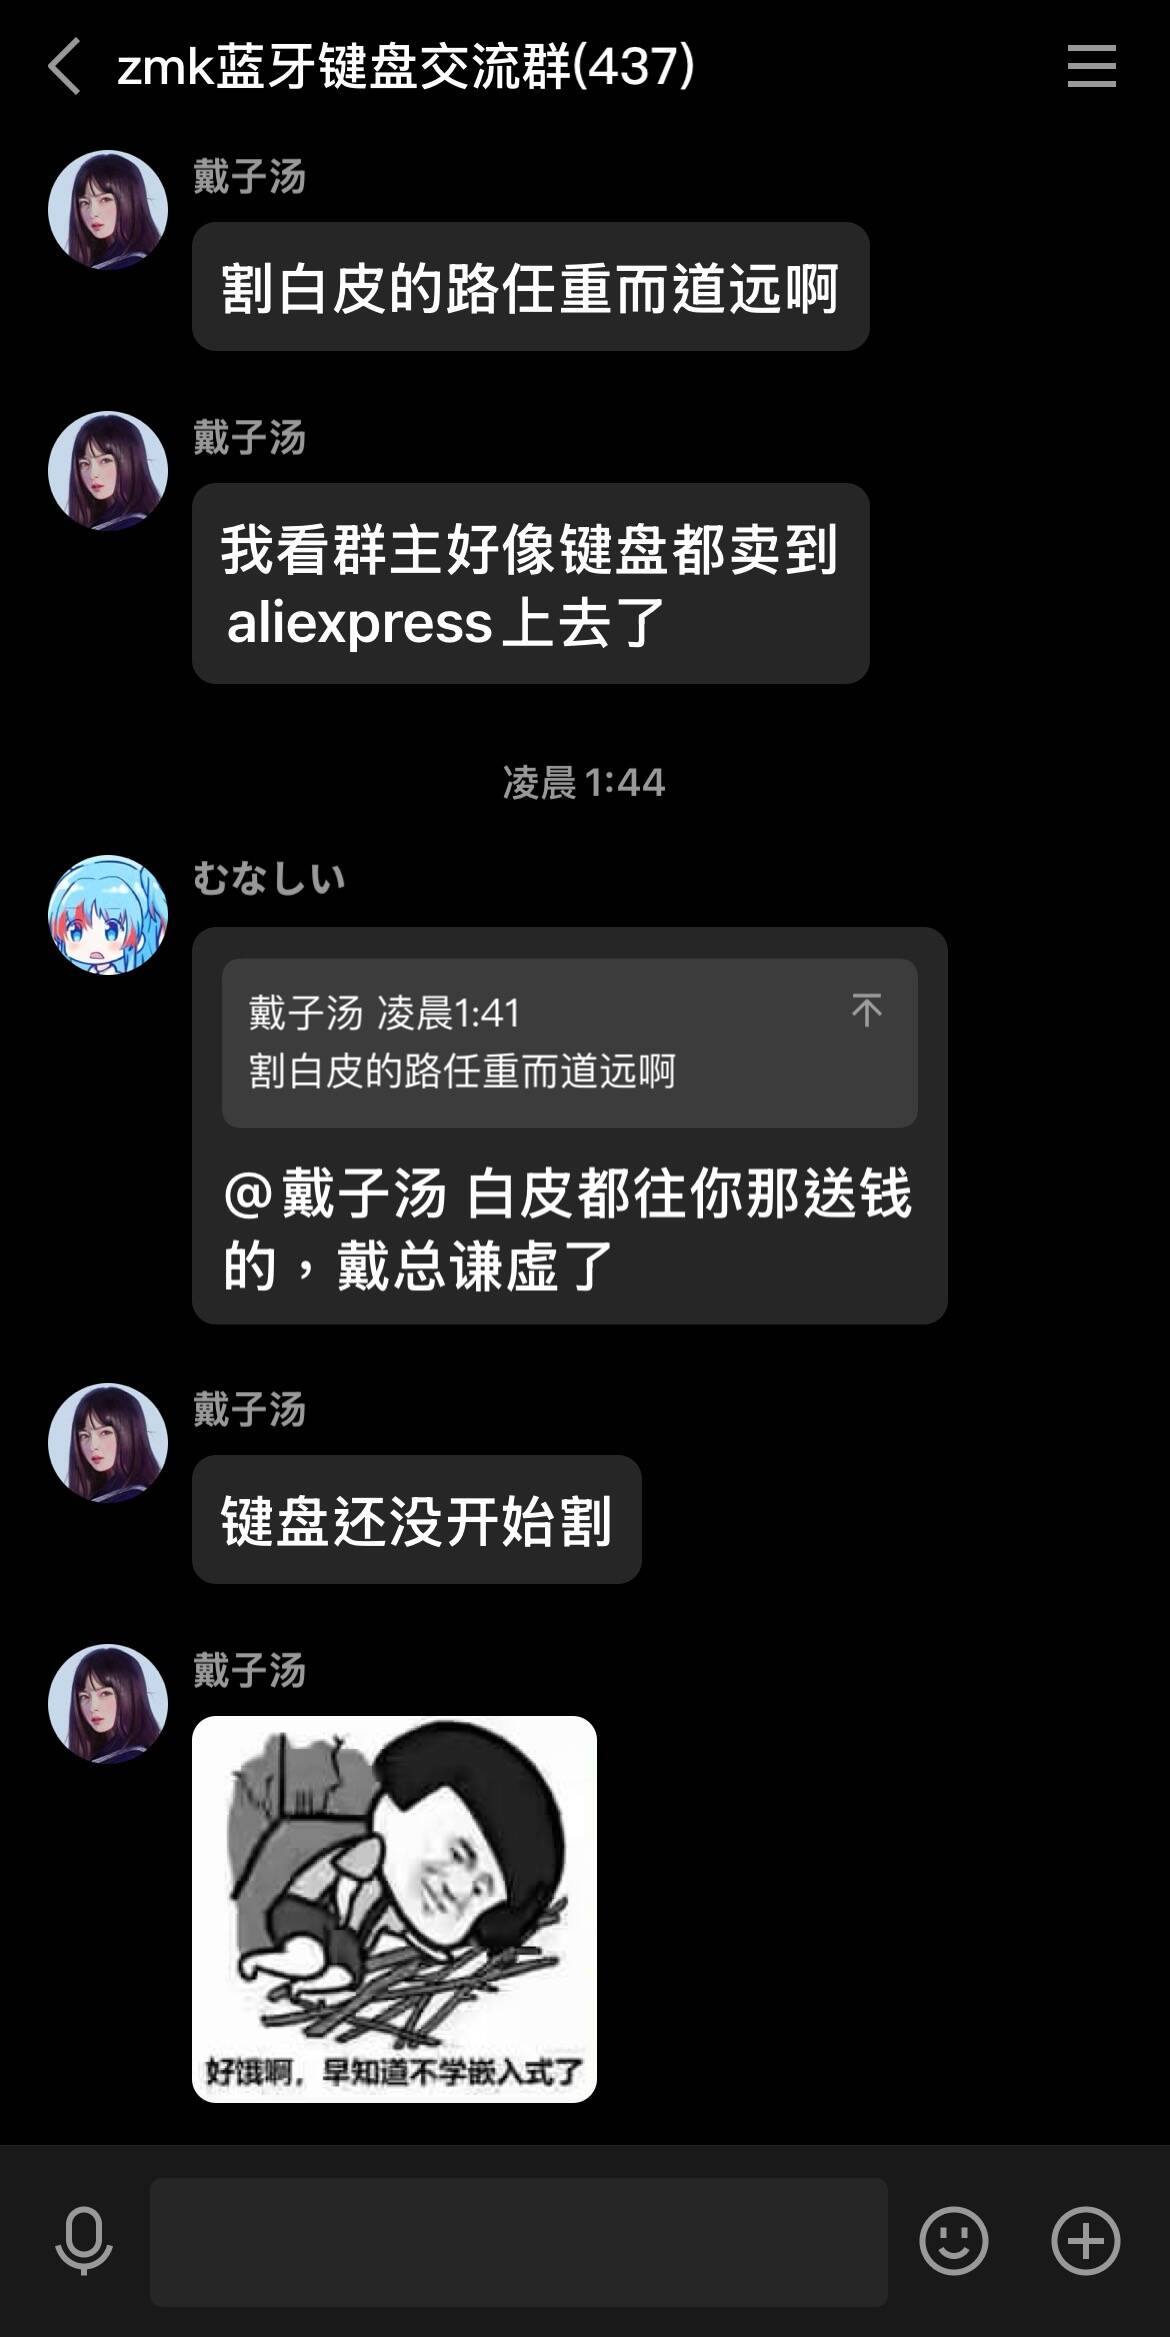 zmk蓝牙键盘交流群(437)
戴子汤
割白皮的路任重而道远啊
戴子汤
我看群主好像键盘都卖到
aliexpress上去了
凌晨 1:44
むなしい
戴子汤 凌晨1:41
割白皮的路任重而道远啊
@戴子汤 白皮都往你那送钱
的，戴总谦虚了
戴子汤
键盘还没开始割
戴子汤
好饿啊，早知道不学嵌入式了